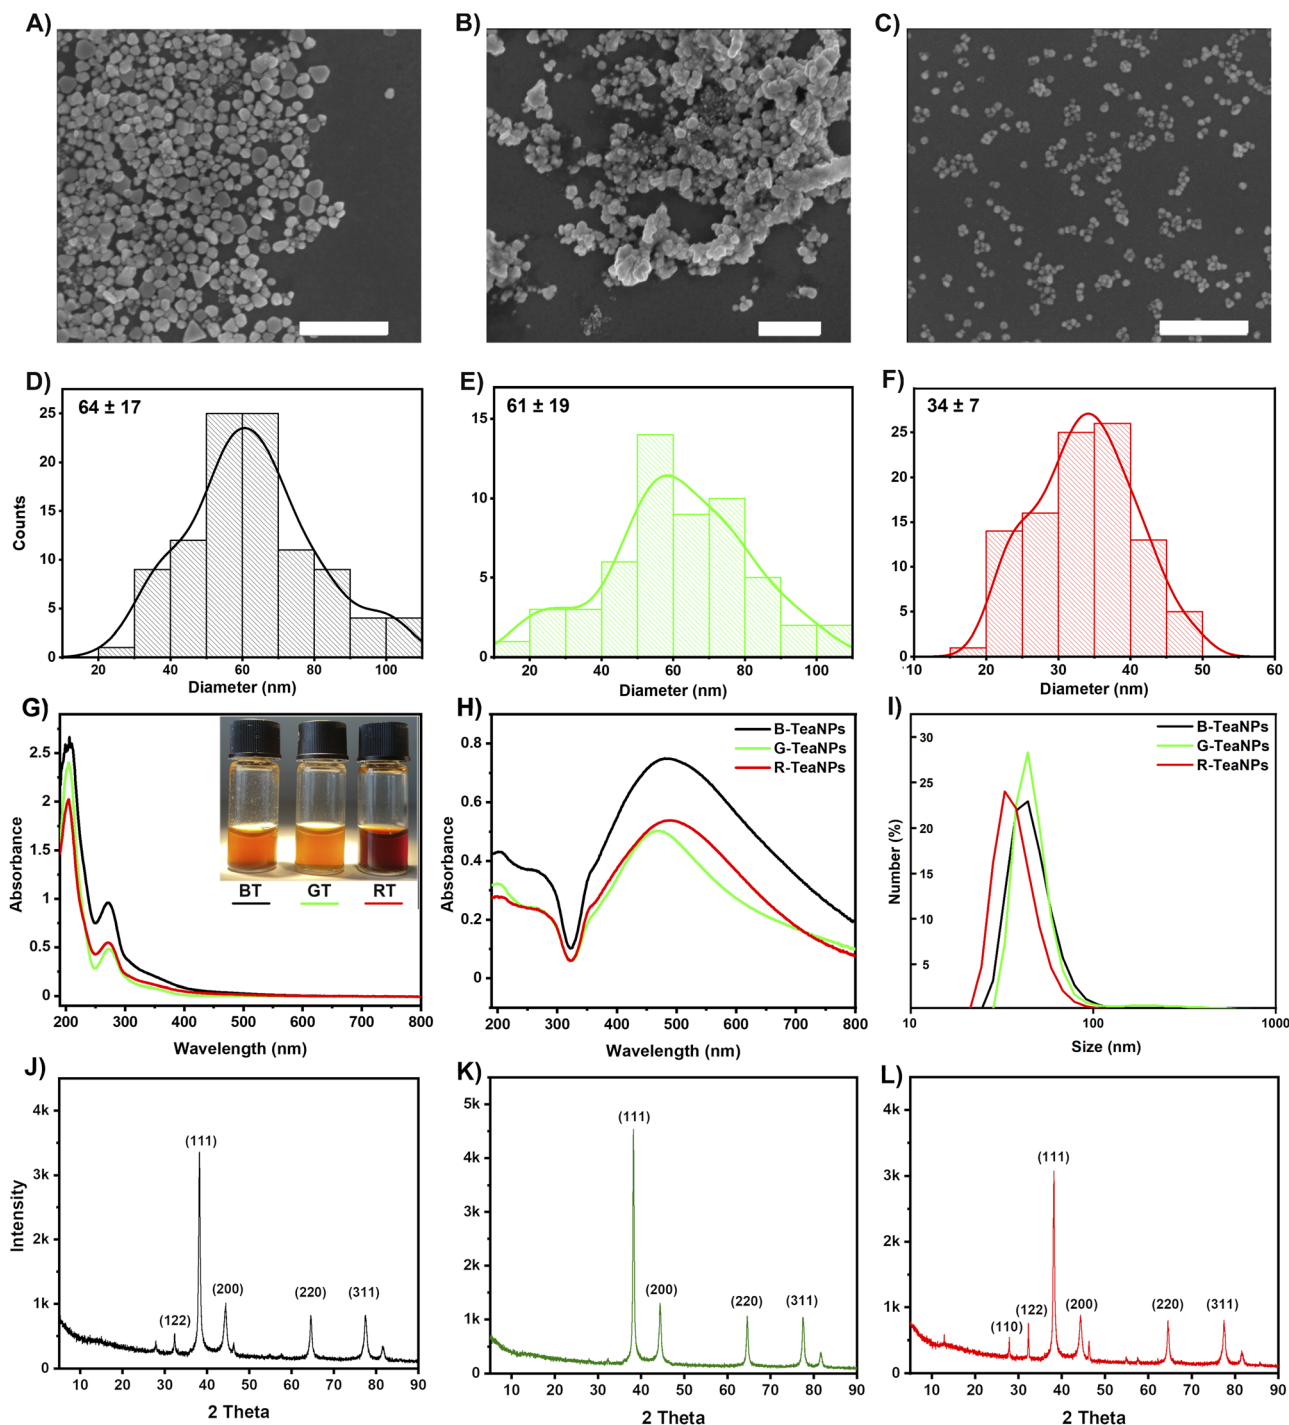 A)
B)
C)
D)
64 ± 17
25
20
15
10
5
0
Counts
20 40 60 80 100
Diameter (nm)
E)
61 ± 19
15
10
5
0
20 40 60 80 100
Diameter (nm)
F)
34 ± 7
25
20
15
10
5
0
10 20 30 40 50 60
Diameter (nm)
G)
2.5
2
1.5
1
0.5
0
Absorbance
BT GT RT
200 300 400 500 600 700 800
Wavelength (nm)
H)
B-TeaNPs
G-TeaNPs
R-TeaNPs
0.8
0.6
0.4
0.2
0
Absorbance
200 300 400 500 600 700 800
Wavelength (nm)
I)
B-TeaNPs
G-TeaNPs
R-TeaNPs
30
25
20
15
10
5
Number (%)
10 100 1000
Size (nm)
J)
4k
3k
2k
1k
0
Intensity
(111)
(122)
(200)
(220)
(311)
10 20 30 40 50 60 70 80 90
2 Theta
K)
5k
4k
3k
2k
1k
0
(111)
(200)
(220)
(311)
10 20 30 40 50 60 70 80 90
2 Theta
L)
4k
3k
2k
1k
0
(111)
(110)
(122)
(200)
(220)
(311)
10 20 30 40 50 60 70 80 90
2 Theta